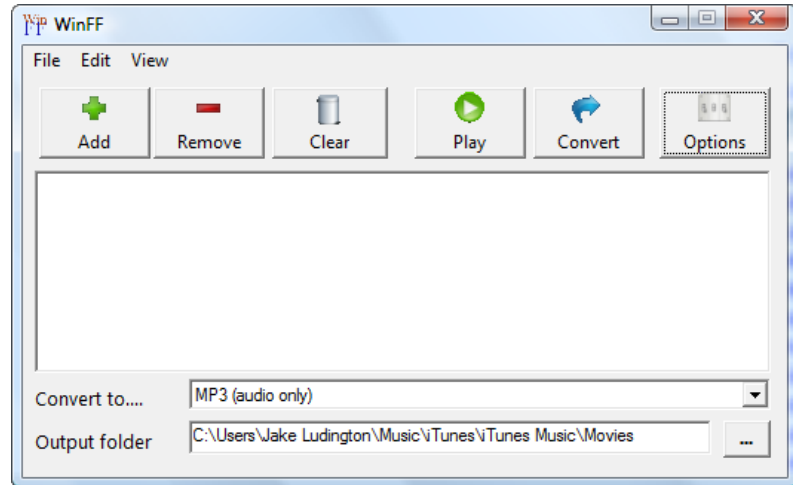 WinFF
File Edit View
Add Remove Clear Play Convert Options
Convert to.... MP3 (audio only)
Output folder C:\Users\Jake Ludington\Music\iTunes\iTunes Music\Movies ...